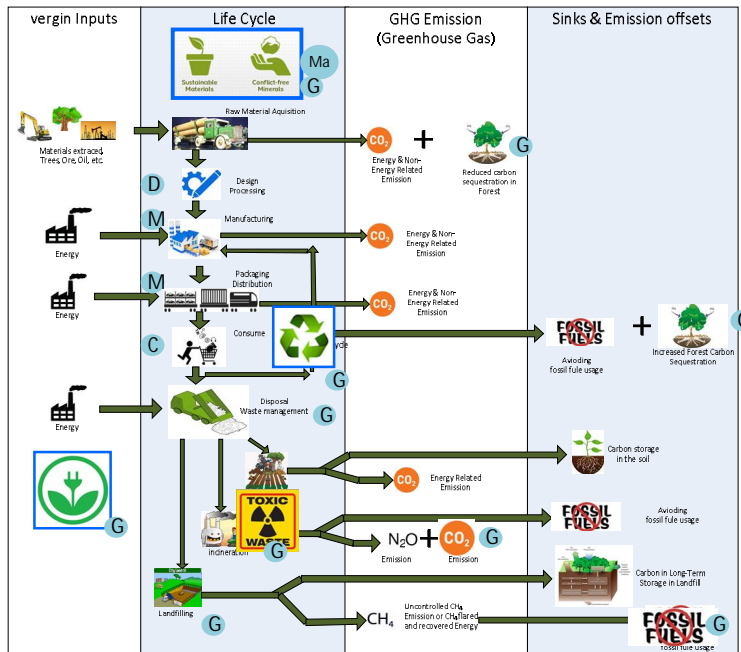 vergin Inputs
Life Cycle
GHG Emission
(Greenhouse Gas)
Sinks & Emission offsets
Sustainable
Materials
Conflict-free
Minerals
Ma
G
Raw Material Aquisition
Materials extraced,
Trees, Ore, Oil, etc.
CO2
Energy & Non-
Energy Related
Emission
+
G
Reduced carbon
sequestration in
Forest
D
Design
Processing
M
Manufacturing
Energy
CO2
Energy & Non-
Energy Related
Emission
M
Packaging
Distribution
Energy
CO2
Energy & Non-
Energy Related
Emission
C
Consume
ycle
G
FOSSIL
FUELS
+
Avioding
fossil fule usage
Increased Forest Carbon
Sequestration
Energy
Disposal
Waste management
G
G
CO2
Energy Related
Emission
Carbon storage
in the soil
TOXIC
WASTE
G
incineration
N2O
+
CO2
G
Emission
Emission
FOSSIL
FUELS
Avioding
fossil fule usage
Landfilling
G
CH4
Uncontrolled CH4
Emission or CH4 flared
and recovered Energy
Carbon in Long-Term
Storage in Landfill
FOSSIL
FUELS
G
fossil fule usage